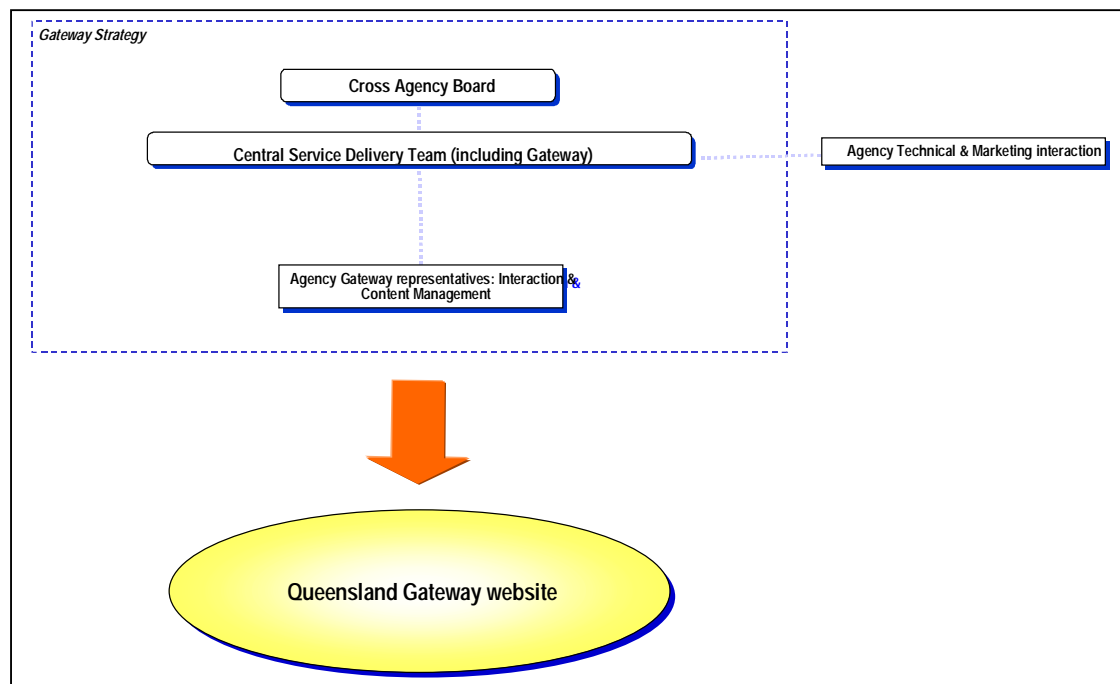 Gateway Strategy
Cross Agency Board
Central Service Delivery Team (including Gateway)
Agency Technical & Marketing interaction
Agency Gateway representatives: Interaction &
Content Management
Queensland Gateway website